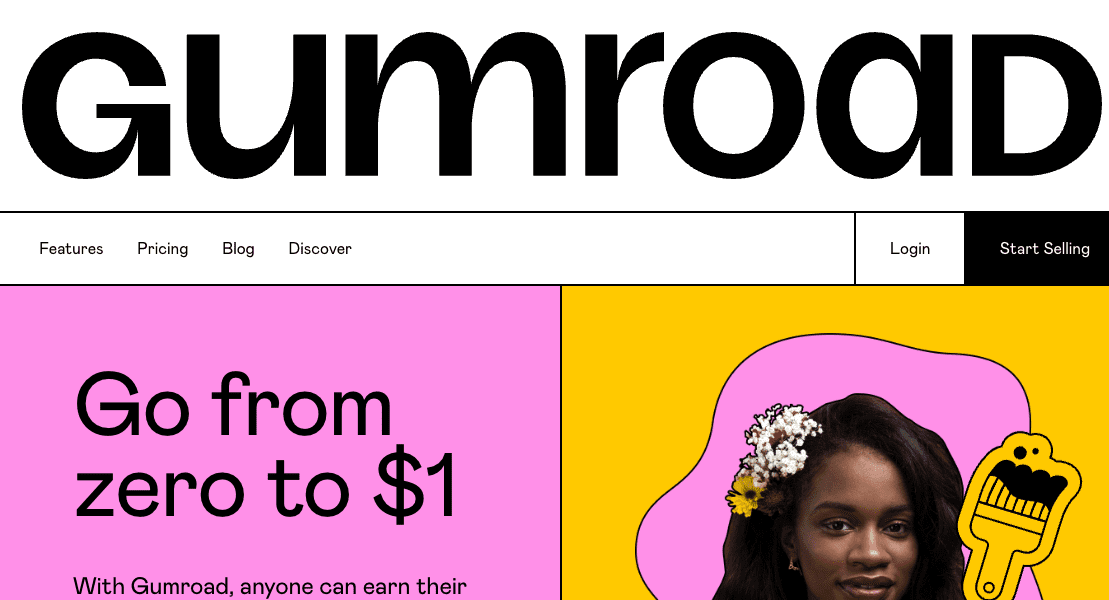 GumroaD
Features Pricing Blog Discover Login Start Selling
Go from
zero to $1
With Gumroad, anyone can earn their